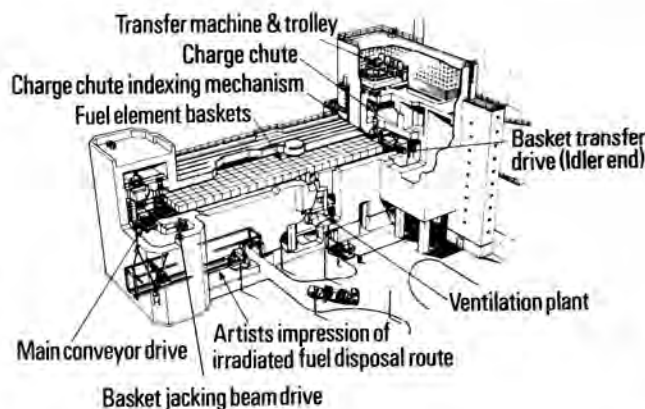 Transfer machine & trolley
Charge chute
Charge chute indexing mechanism
Fuel element baskets
Basket transfer
drive (Idler end)
Ventilation plant
Artists impression of
irradiated fuel disposal route
Main conveyor drive
Basket jacking beam drive